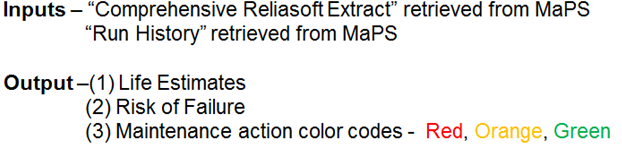 Inputs – “Comprehensive Reliasoft Extract” retrieved from MaPS
“Run History” retrieved from MaPS
Output –(1) Life Estimates
(2) Risk of Failure
(3) Maintenance action color codes - Red, Orange, Green